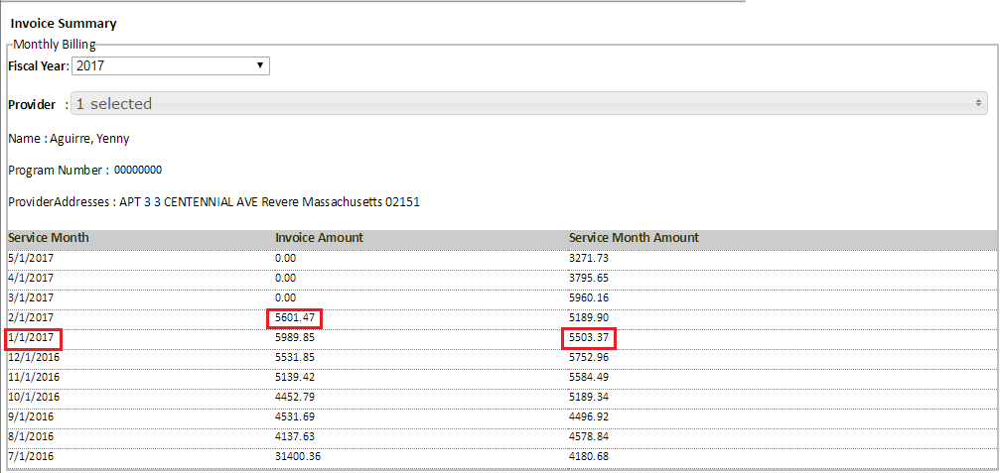 Invoice Summary
Monthly Billing
Fiscal Year: 2017
Provider : 1 selected
Name : Aguirre, Yenny
Program Number : 00000000
ProviderAddresses : APT 3 3 CENTENNIAL AVE Revere Massachusetts 02151
Service Month Invoice Amount Service Month Amount
5/1/2017 0.00 3271.73
4/1/2017 0.00 3795.65
3/1/2017 0.00 5960.16
2/1/2017 5601.47 5189.90
1/1/2017 5989.85 5503.37
12/1/2016 5531.85 5752.96
11/1/2016 5139.42 5584.49
10/1/2016 4452.79 5189.34
9/1/2016 4531.69 4496.92
8/1/2016 4137.63 4578.84
7/1/2016 31400.36 4180.68